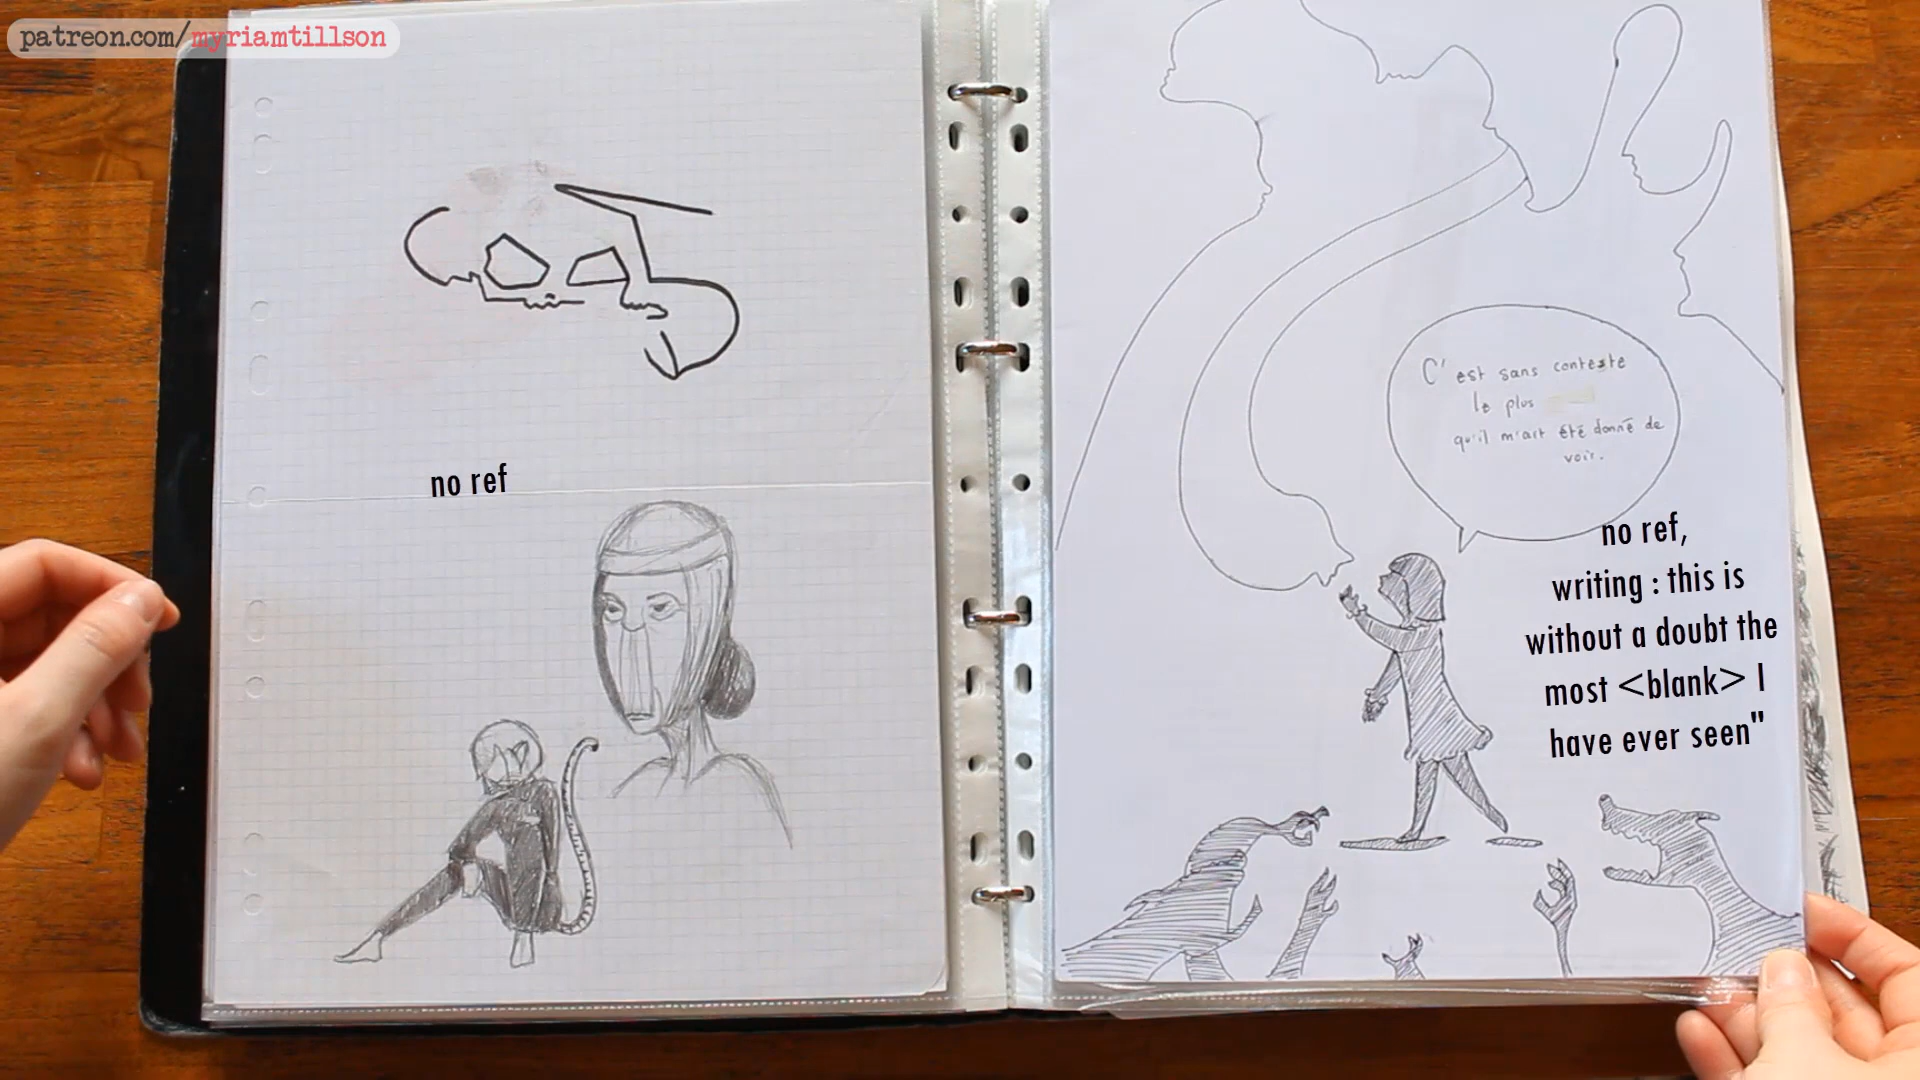 patreon.com/myriamtillson
no ref
C'est sans conteste
le plus
qu'il m'ait été donné de
voir.
no ref,
writing : this is
without a doubt the
most <blank> I
have ever seen"